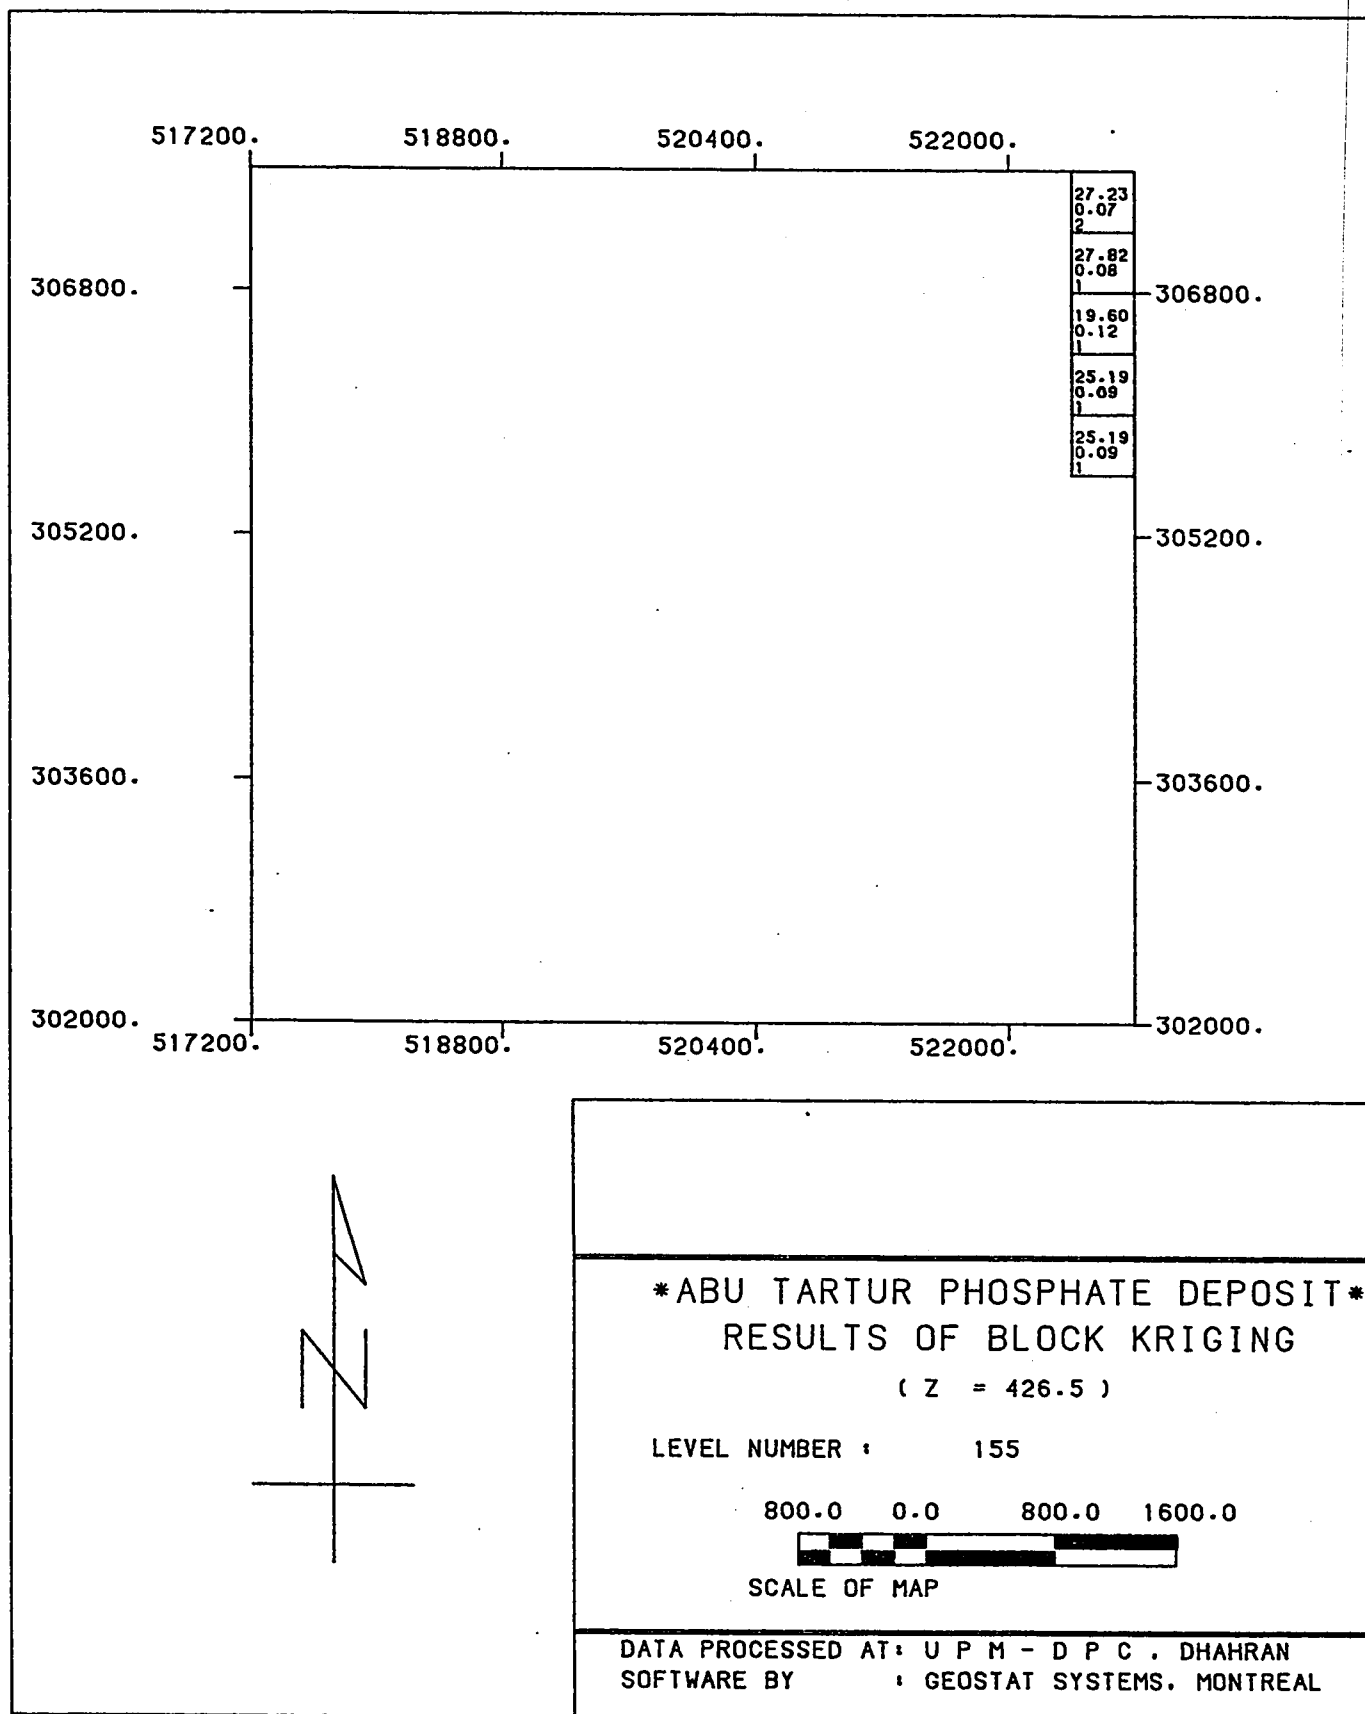 517200. 518800. 520400. 522000.
27.23
0.07
2
27.82
0.08
1
306800. 306800.
19.60
0.12
1
25.19
0.09
1
25.19
0.09
1
305200. 305200.
303600. 303600.
302000. 302000.
517200. 518800. 520400. 522000.
N
*ABU TARTUR PHOSPHATE DEPOSIT*
RESULTS OF BLOCK KRIGING
( Z = 426.5 )
LEVEL NUMBER : 155
800.0 0.0 800.0 1600.0
SCALE OF MAP
DATA PROCESSED AT: U P M - D P C . DHAHRAN
SOFTWARE BY : GEOSTAT SYSTEMS. MONTREAL